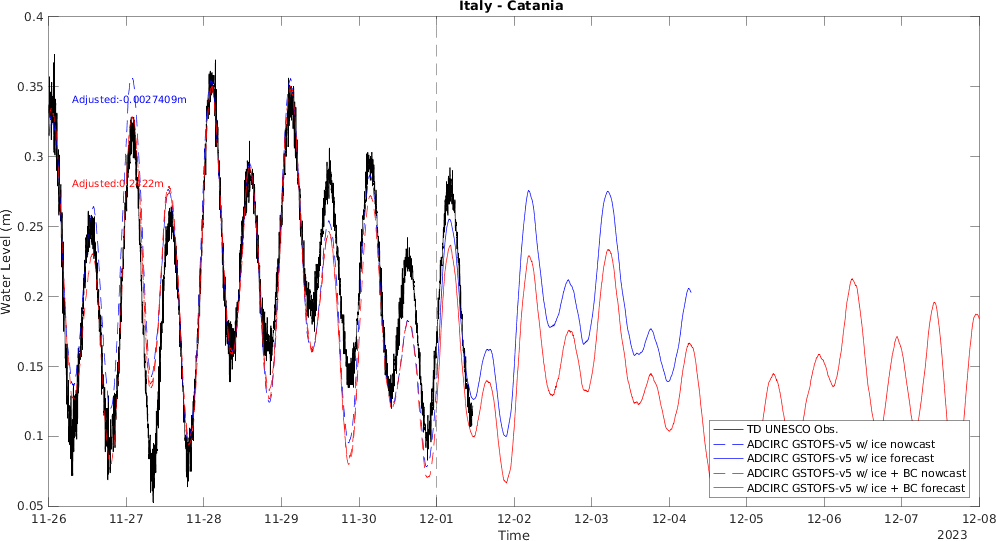 Italy - Catania
0.4
0.35
0.3
0.25
0.2
0.15
0.1
0.05
Water Level (m)
Adjusted:-0.0027409m
TD UNESCO Obs.
ADCIRC GSTOFS-v5 w/ ice nowcast
ADCIRC GSTOFS-v5 w/ ice forecast
ADCIRC GSTOFS-v5 w/ ice + BC nowcast
ADCIRC GSTOFS-v5 w/ ice + BC forecast
11-26 11-27 11-28 11-29 11-30 12-01 12-02 12-03 12-04 12-05 12-06 12-07 12-08
Time
2023